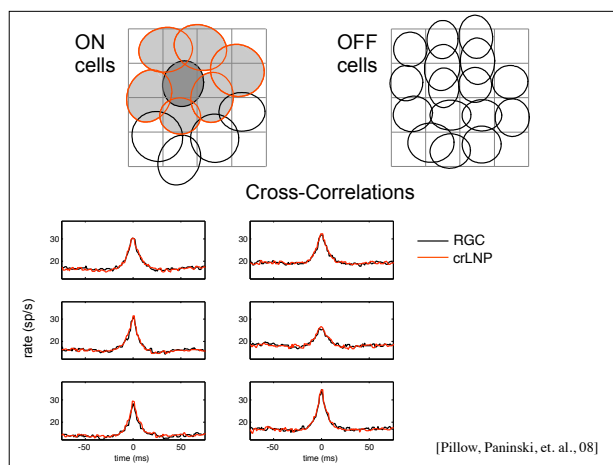 ON cells
OFF cells
Cross-Correlations
30
20
30
20
RGC
crLNP
rate (sp/s)
30
20
30
20
30
20
-50
0
50
time (ms)
30
20
-50
0
50
time (ms)
[Pillow, Paninski, et. al., 08]